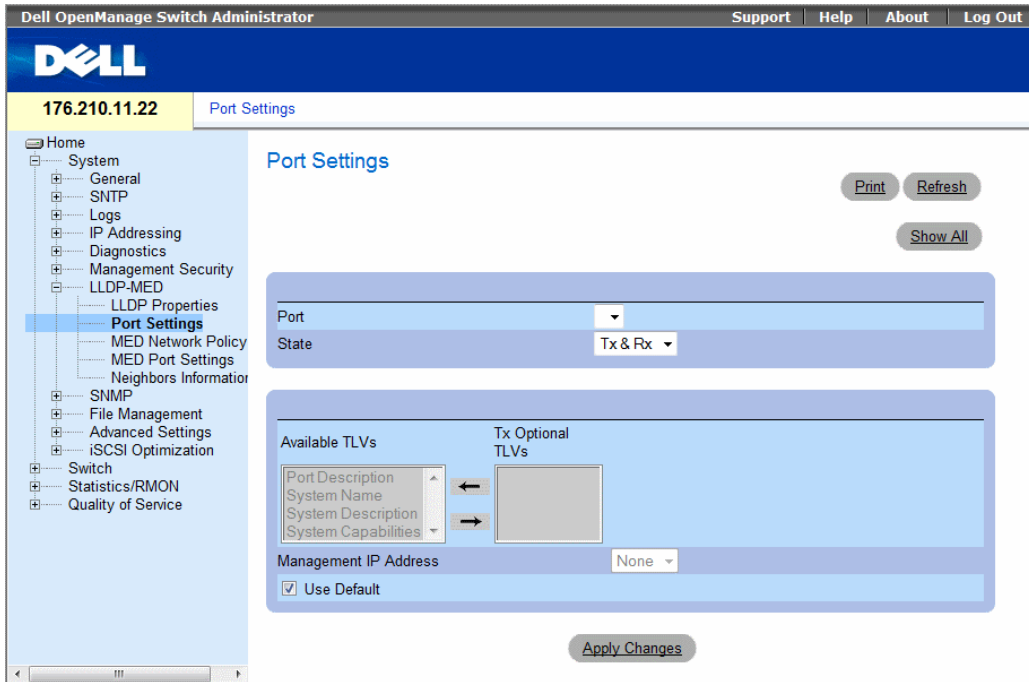 Dell OpenManage Switch Administrator
Support
Help
About
Log Out
DELL
176.210.11.22
Port Settings
Home
System
General
SNTP
Logs
IP Addressing
Diagnostics
Management Security
LLDP-MED
LLDP Properties
Port Settings
MED Network Policy
MED Port Settings
Neighbors Information
SNMP
File Management
Advanced Settings
iSCSI Optimization
Switch
Statistics/RMON
Quality of Service
Port Settings
Print
Refresh
Show All
Port
State
Tx & Rx
Available TLVs
Tx Optional
TLVs
Port Description
System Name
System Description
System Capabilities
Management IP Address
None
Use Default
Apply Changes